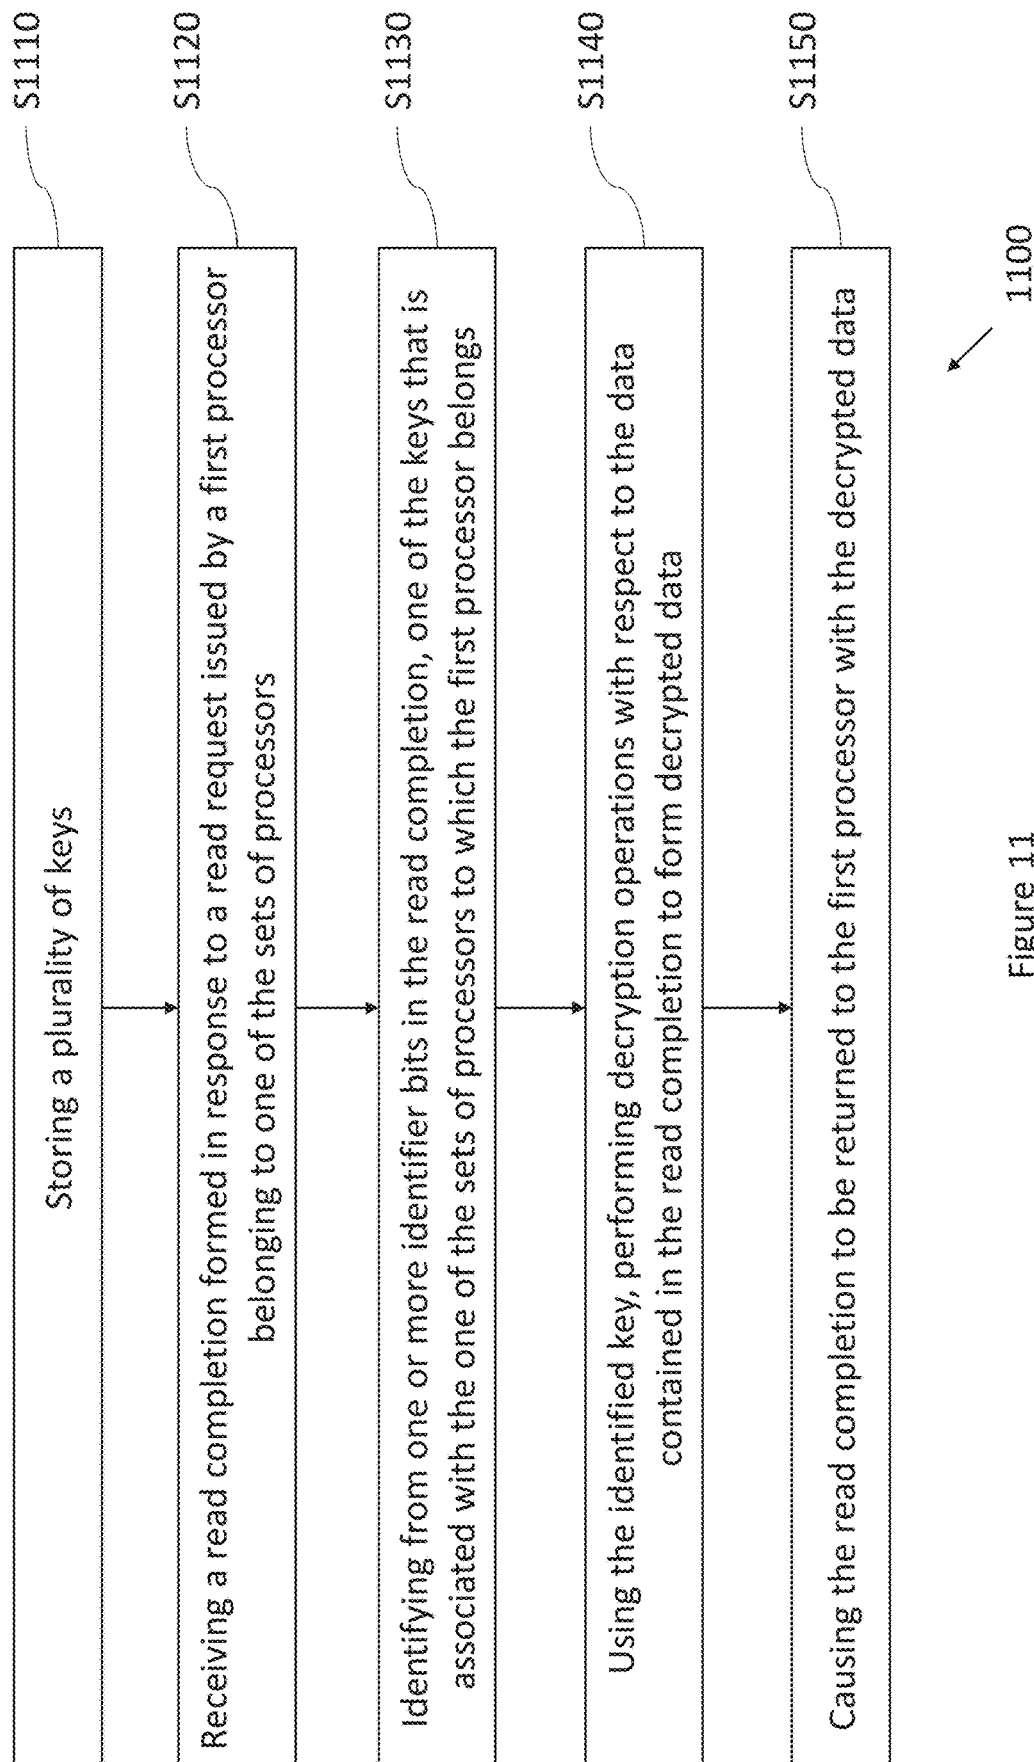 Storing a plurality of keys
S1110
Receiving a read completion formed in response to a read request issued by a first processor
belonging to one of the sets of processors
S1120
Identifying from one or more identifier bits in the read completion, one of the keys that is
associated with the one of the sets of processors to which the first processor belongs
S1130
Using the identified key, performing decryption operations with respect to the data
contained in the read completion to form decrypted data
S1140
Causing the read completion to be returned to the first processor with the decrypted data
S1150
1100
Figure 11